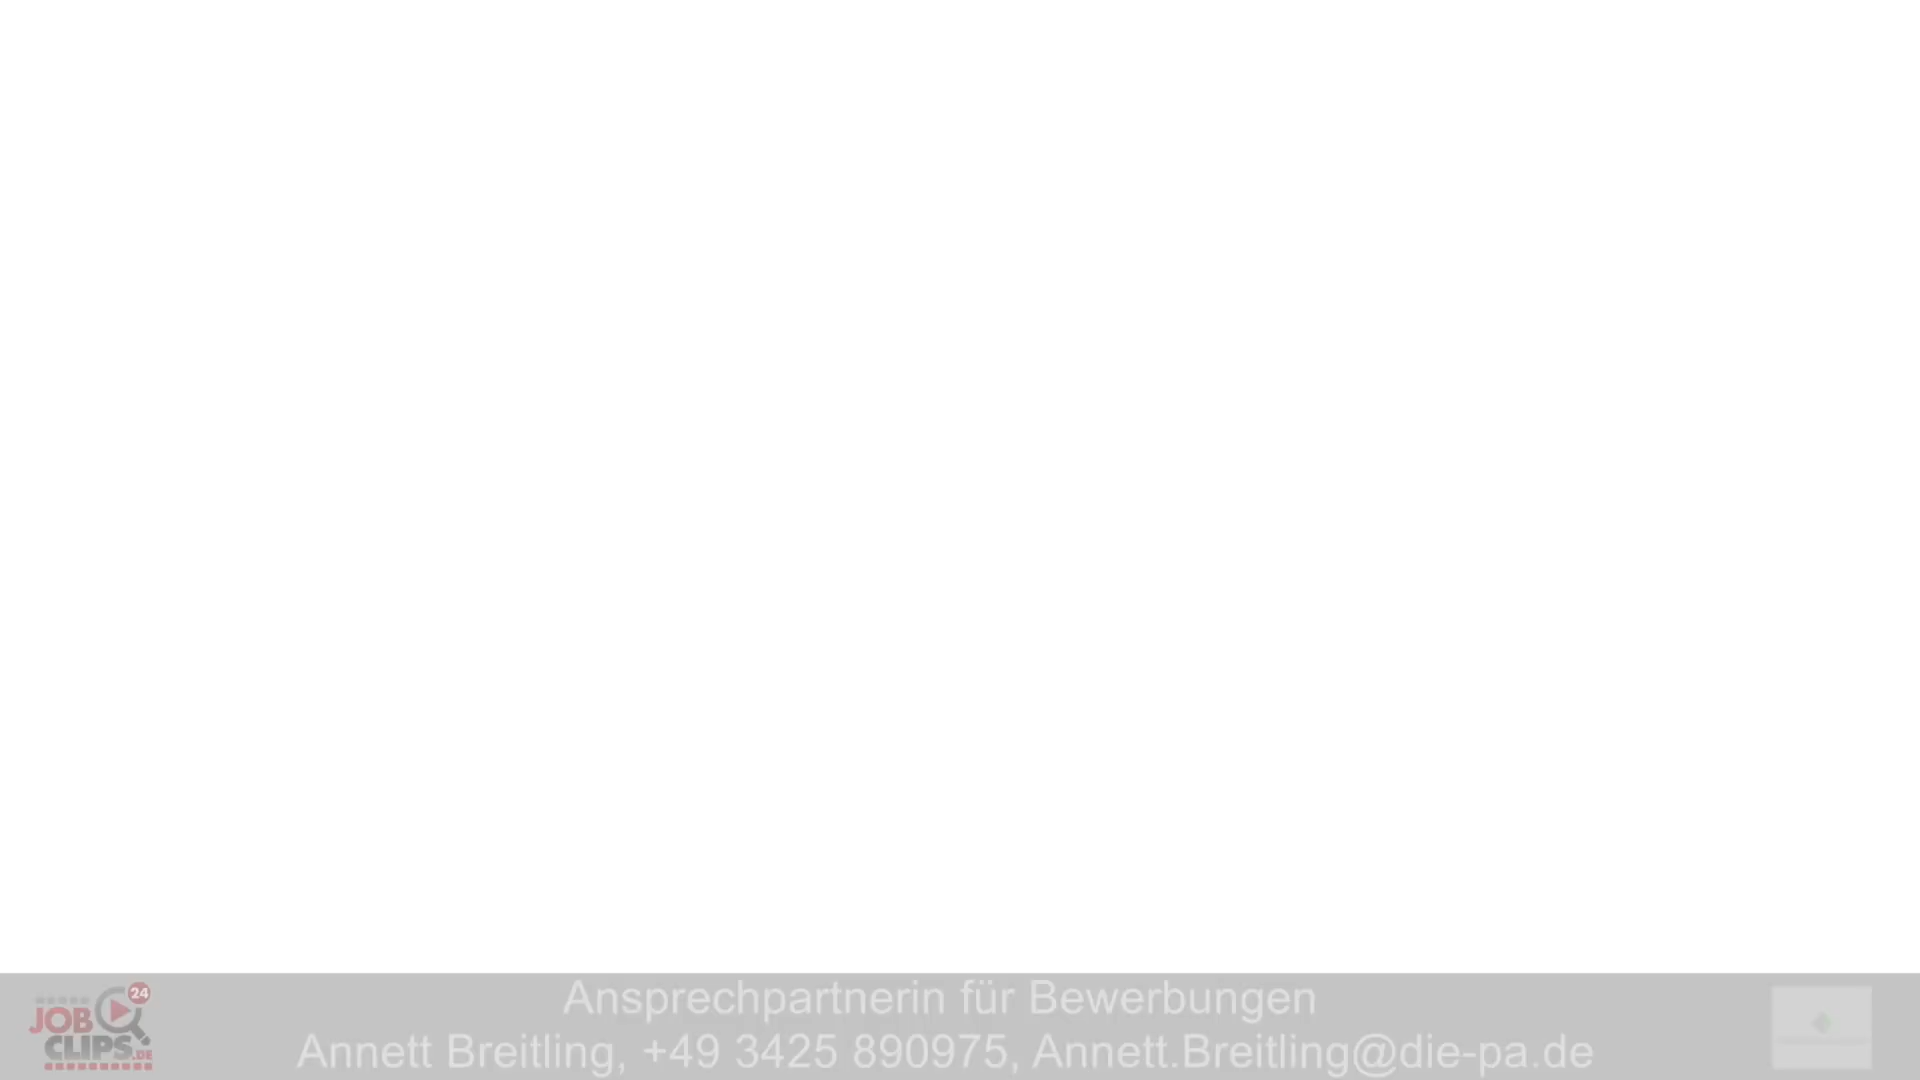 Ansprechpartnerin für Bewerbungen
Annett Breitling, +49 3425 890975, Annett.Breitling@die-pa.de
24
JOB
CLIPS.DE